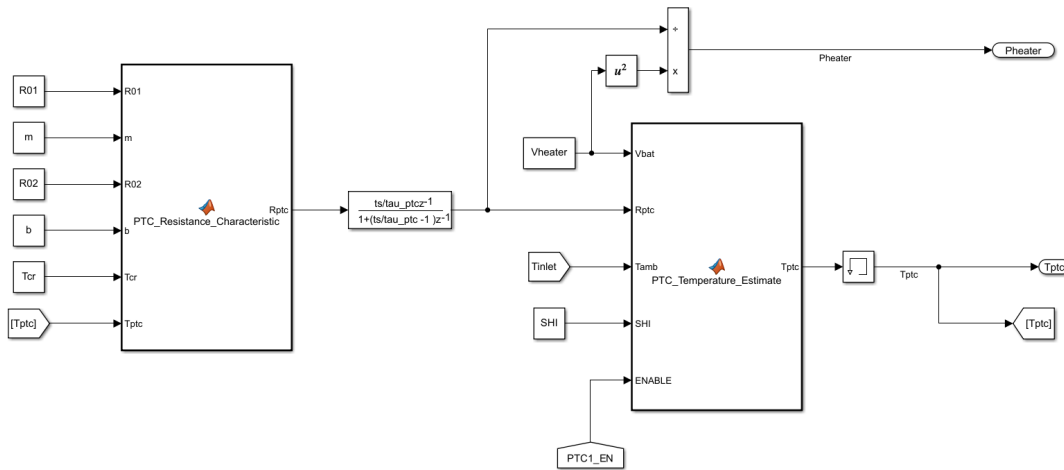 ÷
x
Pheater
Pheater
u²
R01
m
R02
b
Tcr
[Tptc]
R01
m
R02
b
Tcr
Tptc
PTC_Resistance_Characteristic
Rptc
ts/tau_ptcz-1
1+(ts/tau_ptc -1 )z-1
Vheater
Tinlet
SHI
PTC1_EN
Vbat
Rptc
Tamb
SHI
ENABLE
PTC_Temperature_Estimate
Tptc
Tptc
Tptc
[Tptc]